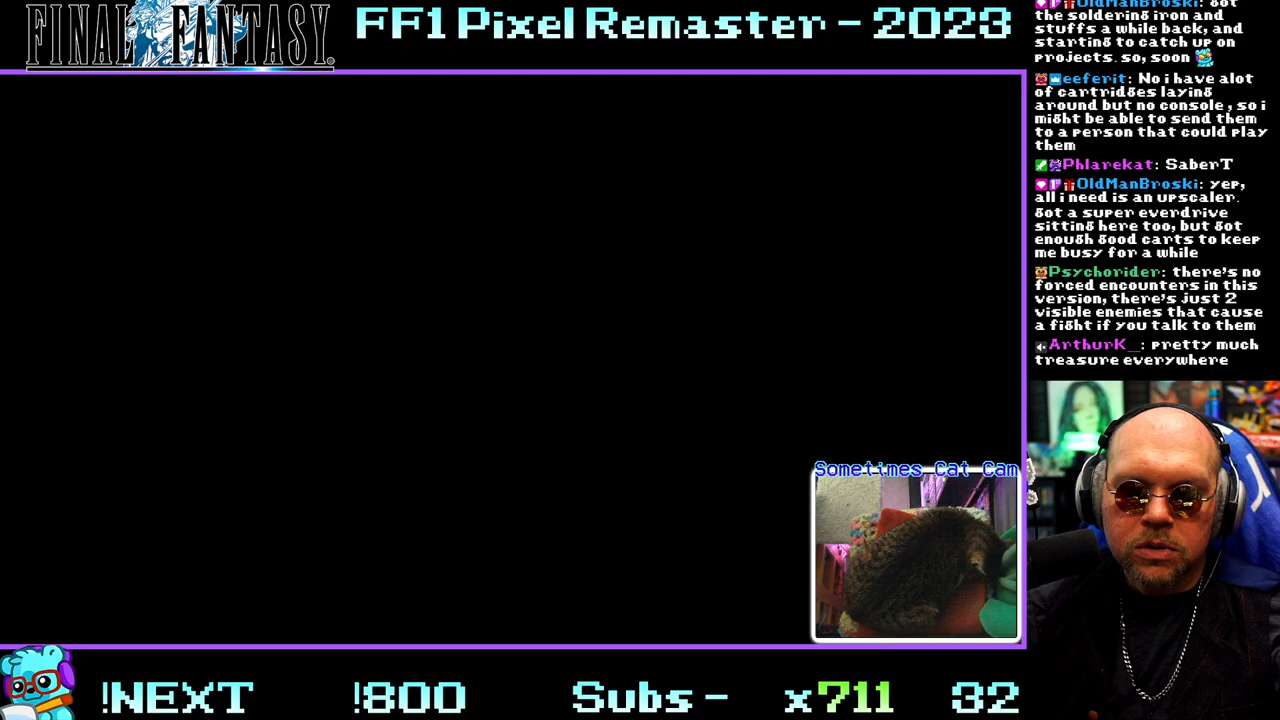 FINAL FANTASY
FF1 Pixel Remaster - 2023
OldManBroski: got
the soldering iron and
stuffs a while back, and
starting to catch up on
projects. so, soon
eeferit: No i have alot
of cartridges laying
around but no console, so i
might be able to send them
to a person that could play
them
Phlarekat: SaberT
OldManBroski: yep,
all i need is an upscaler.
got a super everdrive
sitting here too, but got
enough good carts to keep
me busy for a while
Psychorider: there's no
forced encounters in this
version, there's just 2
visible enemies that cause
a fight if you talk to them
ArthurK_: pretty much
treasure everywhere
Sometimes Cat Cam
!NEXT !800 Subs - x711 32